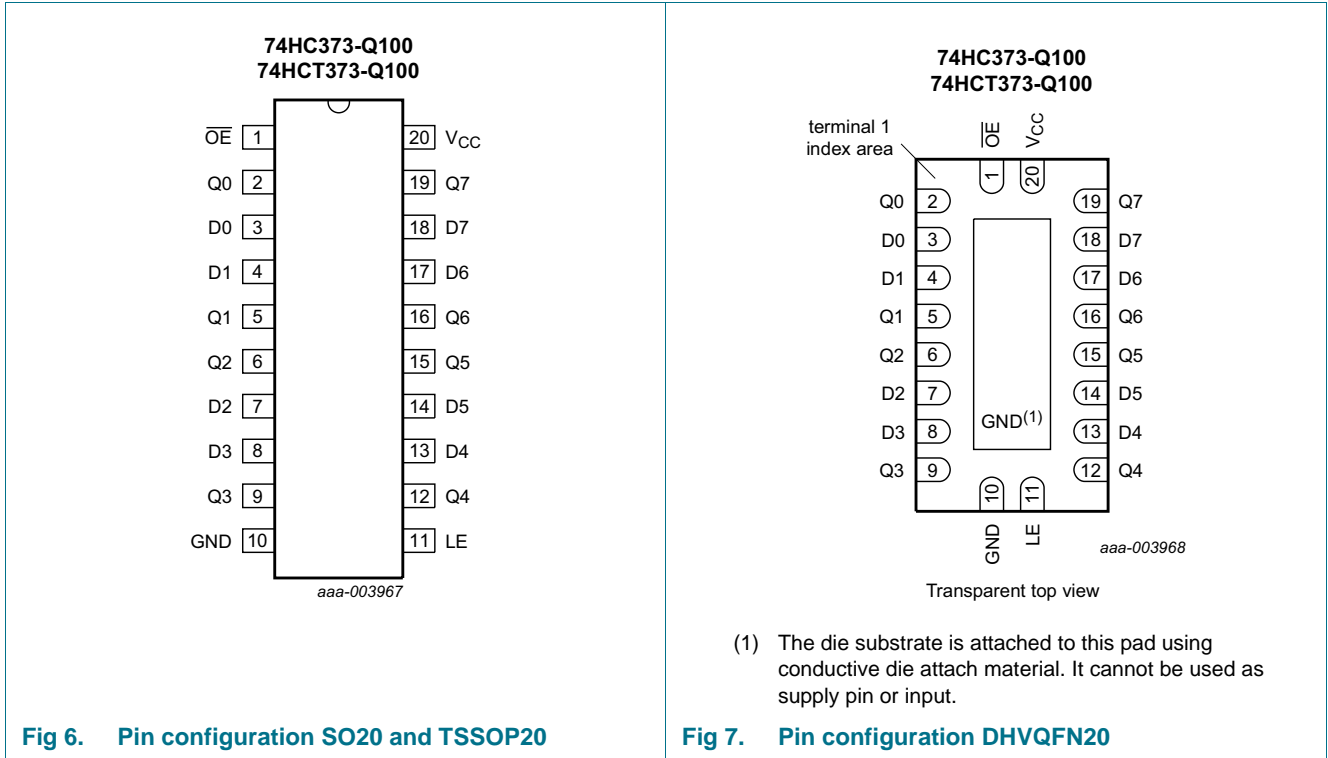 74HC373-Q100
74HCT373-Q100
OE 1
20 VCC
Q0 2
19 Q7
D0 3
18 D7
D1 4
17 D6
Q1 5
16 Q6
Q2 6
15 Q5
D2 7
14 D5
D3 8
13 D4
Q3 9
12 Q4
GND 10
11 LE
aaa-003967
Fig 6. Pin configuration SO20 and TSSOP20
74HC373-Q100
74HCT373-Q100
terminal 1
index area
OE
VCC
1
20
Q0 2
19 Q7
D0 3
18 D7
D1 4
17 D6
Q1 5
16 Q6
Q2 6
15 Q5
D2 7
14 D5
D3 8
13 D4
GND(1)
Q3 9
12 Q4
10
11
GND
LE
aaa-003968
Transparent top view
(1) The die substrate is attached to this pad using
conductive die attach material. It cannot be used as
supply pin or input.
Fig 7. Pin configuration DHVQFN20